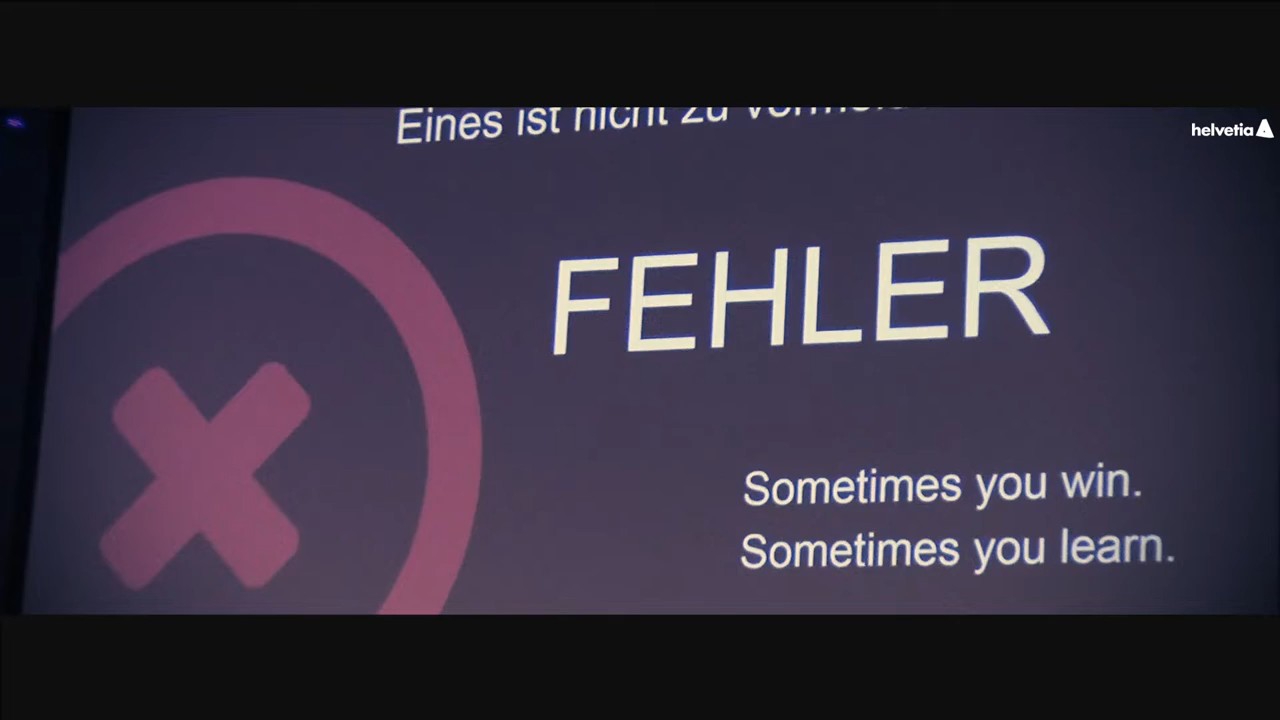 Eines ist nicht zu
helvetia
FEHLER
Sometimes you win.
Sometimes you learn.